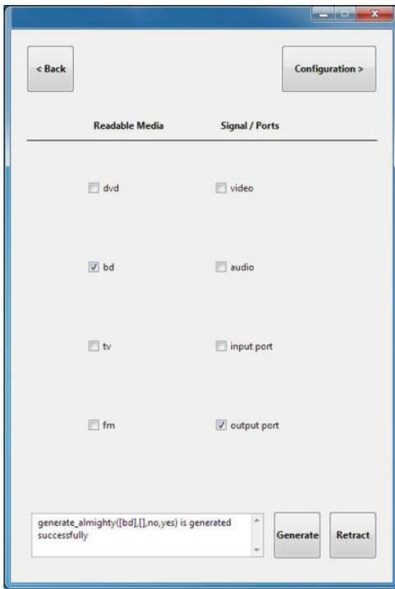 < Back
Configuration >
Readable Media Signal / Ports
dvd video
bd audio
tv input port
fm output port
generate_almighty([bd],[],no,yes) is generated
successfully
Generate Retract